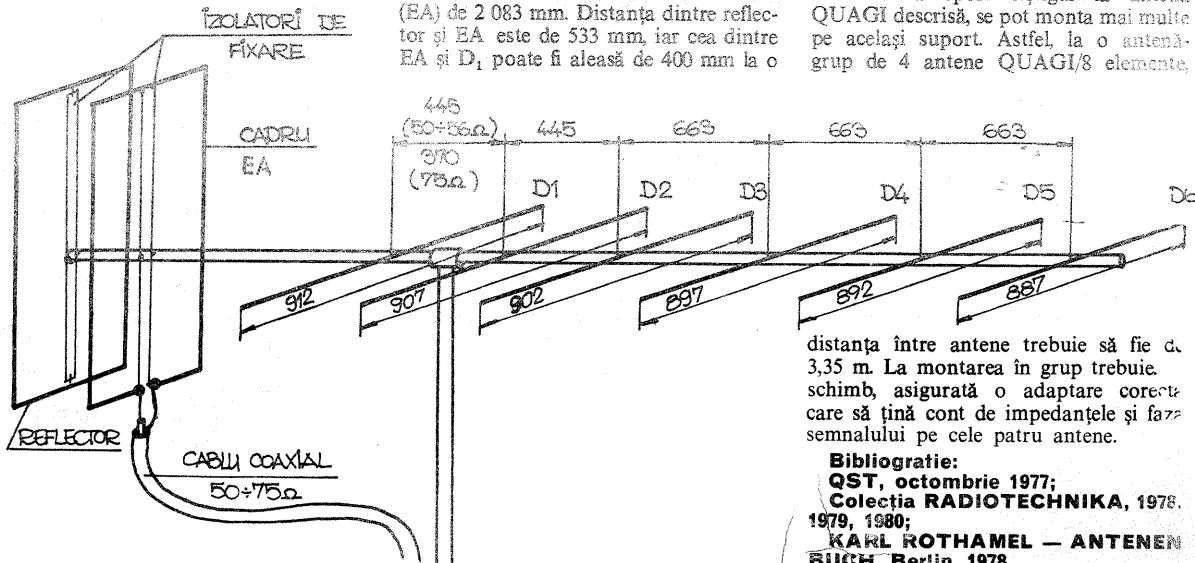 (EA) de 2 083 mm. Distanța dintre reflec-
tor și EA este de 533 mm, iar cea dintre
EA și D₁ poate fi aleasă de 400 mm la o
QUAGI descrisă, se pot monta mai multe
pe același suport. Astfel, la o antenă-
grup de 4 antene QUAGI/8 elemente,
IZOLATORI DE
FIXARE
CADRU
EA
445
(50÷56Ω)
370
(75Ω)
445
663
663
663
D1
D2
D3
D4
D5
912
907
902
897
892
887
REFLECTOR
CABLU COAXIAL
50÷75Ω
distanța între antene trebuie să fie
3,35 m. La montarea în grup trebuie
schimb, asigurată o adaptare corectă
care să țină cont de impedanțele și faza
semnalului pe cele patru antene.
Bibliografie:
QST, octombrie 1977;
Colecția RADIOTECHNIKA, 1978,
1979, 1980;
KARL ROTHAMEL — ANTENEN
BUCH, Berlin, 1978